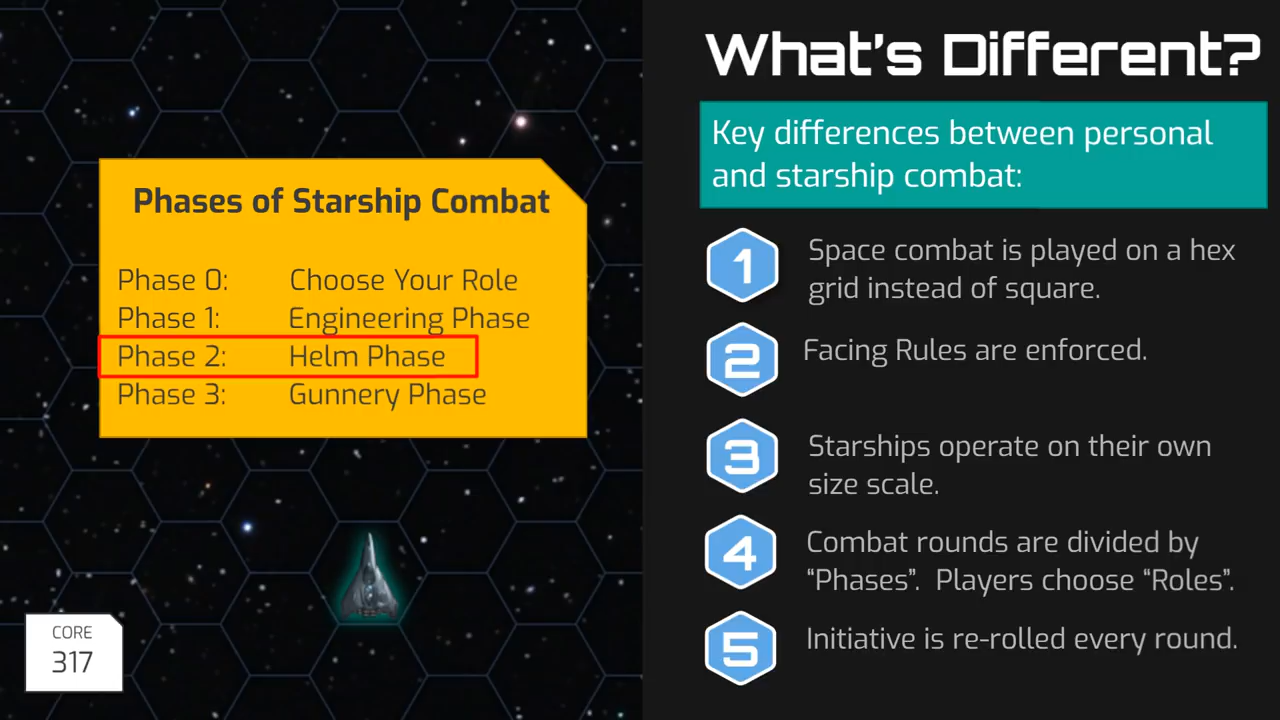 Phases of Starship Combat
Phase 0: Choose Your Role
Phase 1: Engineering Phase
Phase 2: Helm Phase
Phase 3: Gunnery Phase
CORE
317
What's Different?
Key differences between personal
and starship combat:
1 Space combat is played on a hex
grid instead of square.
2 Facing Rules are enforced.
3 Starships operate on their own
size scale.
4 Combat rounds are divided by
“Phases”. Players choose “Roles”.
5 Initiative is re-rolled every round.